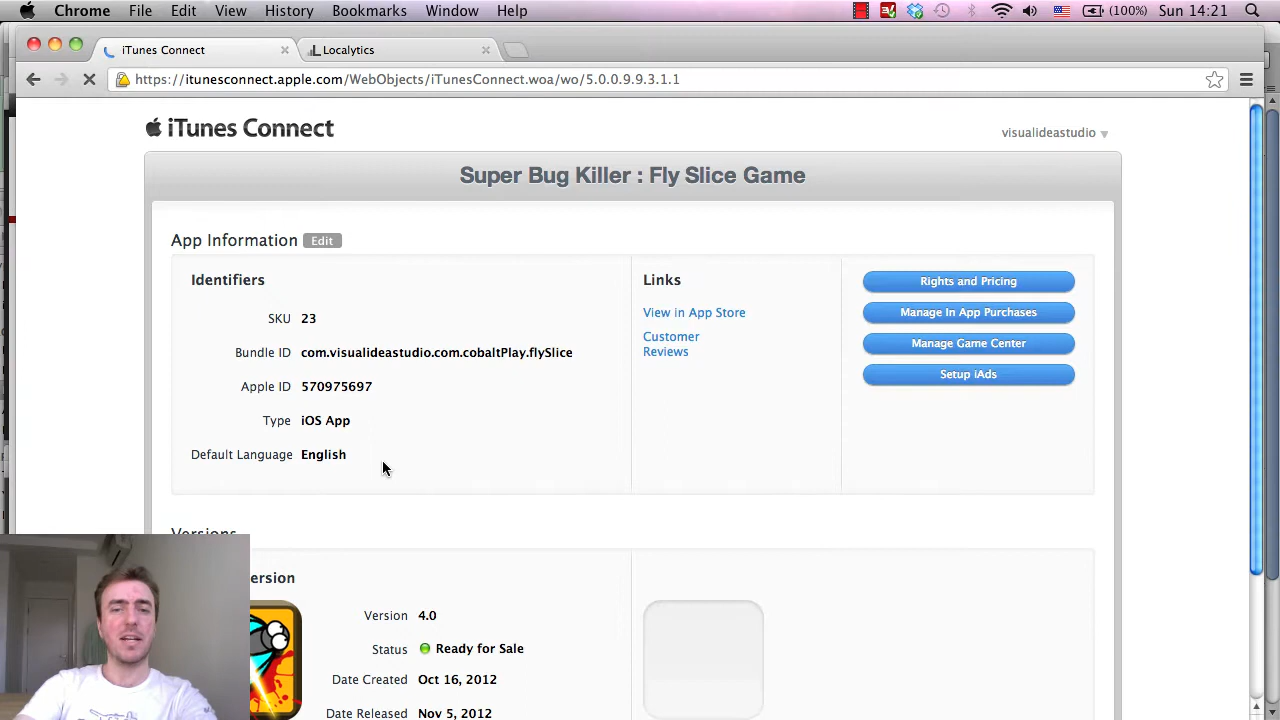 Chrome File Edit View History Bookmarks Window Help (100%) Sun 14:21
iTunes Connect Localytics
https://itunesconnect.apple.com/WebObjects/iTunesConnect.woa/wo/5.0.0.9.9.3.1.1
iTunes Connect visualideastudio
Super Bug Killer : Fly Slice Game
App Information Edit
Identifiers
SKU 23
Bundle ID com.visualideastudio.com.cobaltPlay.flySlice
Apple ID 570975697
Type iOS App
Default Language English
Links
View in App Store
Customer
Reviews
Rights and Pricing
Manage In App Purchases
Manage Game Center
Setup iAds
Versions
ersion
Version 4.0
Status Ready for Sale
Date Created Oct 16, 2012
Date Released Nov 5, 2012